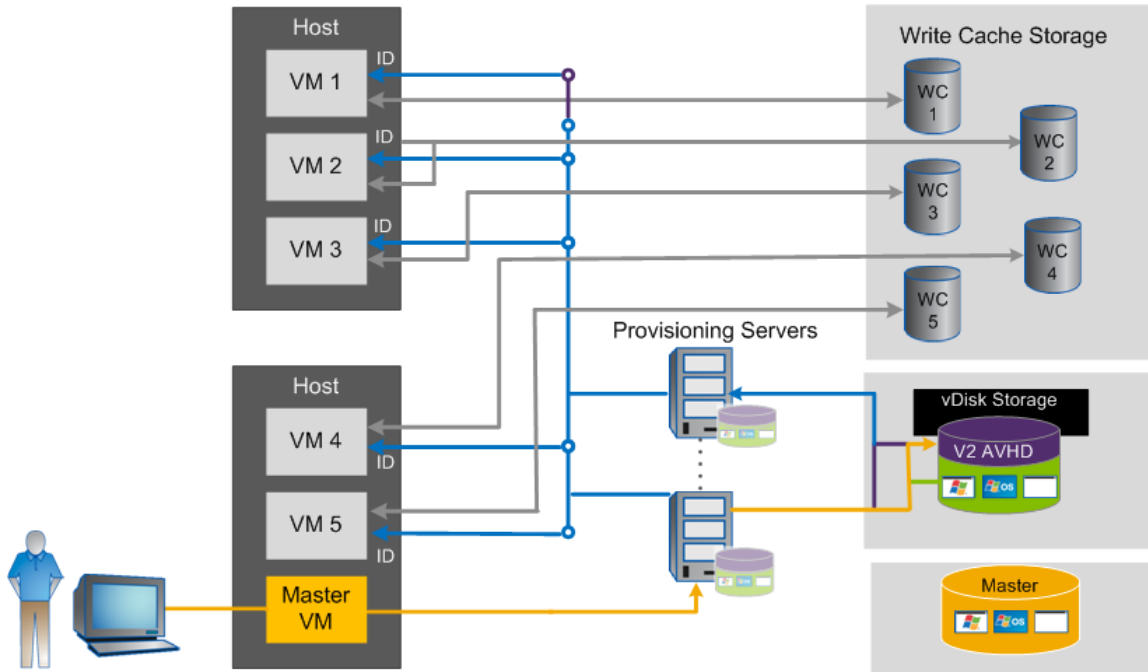 Host
ID
VM 1
ID
VM 2
ID
VM 3
Write Cache Storage
WC
1
WC
2
WC
3
WC
4
WC
5
Provisioning Servers
Host
VM 4
ID
VM 5
ID
Master
VM
vDisk Storage
V2 AVHD
OS
Master
OS